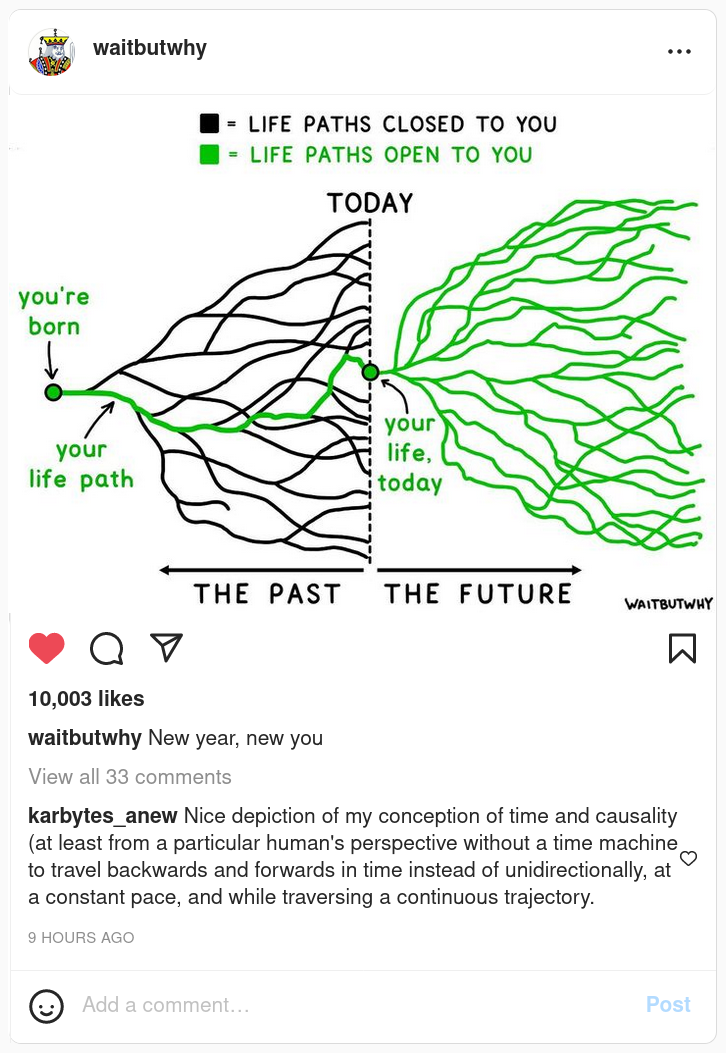 waitbutwhy
= LIFE PATHS CLOSED TO YOU
= LIFE PATHS OPEN TO YOU
TODAY
you're
born
your
life path
your
life,
today
THE PAST
THE FUTURE
WAITBUTWHY
10,003 likes
waitbutwhy New year, new you
View all 33 comments
karbytes_anew Nice depiction of my conception of time and causality
(at least from a particular human's perspective without a time machine
to travel backwards and forwards in time instead of unidirectionally, at
a constant pace, and while traversing a continuous trajectory.
9 HOURS AGO
Add a comment…
Post